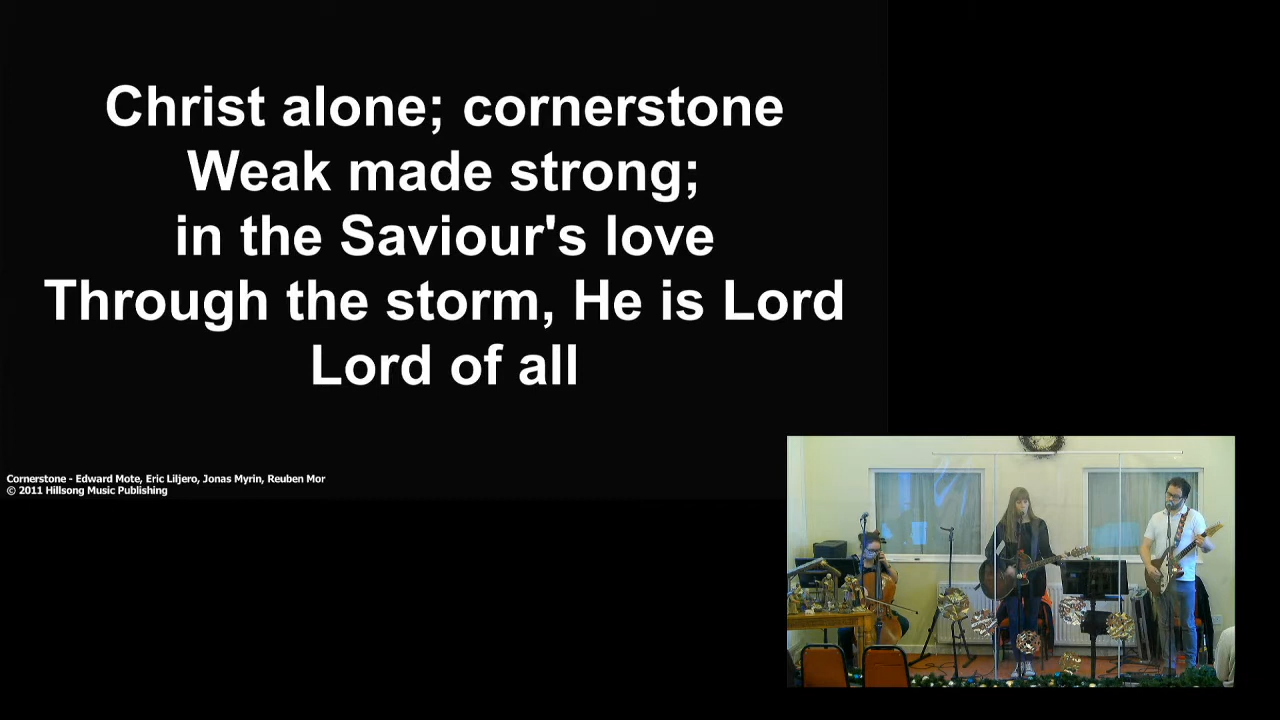 Christ alone; cornerstone
Weak made strong;
in the Saviour's love
Through the storm, He is Lord
Lord of all
Cornerstone - Edward Mote, Eric Liljero, Jonas Myrin, Reuben Mor
© 2011 Hillsong Music Publishing